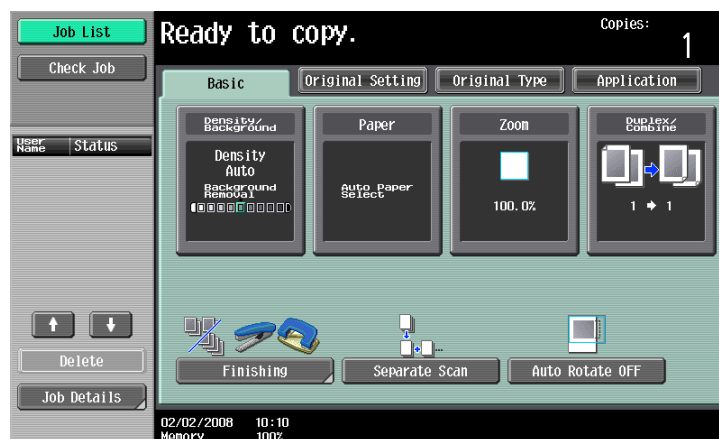 Job List
Ready to copy.
Copies:
1
Check Job
Basic
Original Setting
Original Type
Application
Density/
Background
Paper
Zoom
Duplex/
Combine
User
Name
Status
Density
Auto
Background
Removal
Auto Paper
Select
100.0%
1 → 1
Delete
Finishing
Separate Scan
Auto Rotate OFF
Job Details
02/02/2008 10:10
Memory 100%